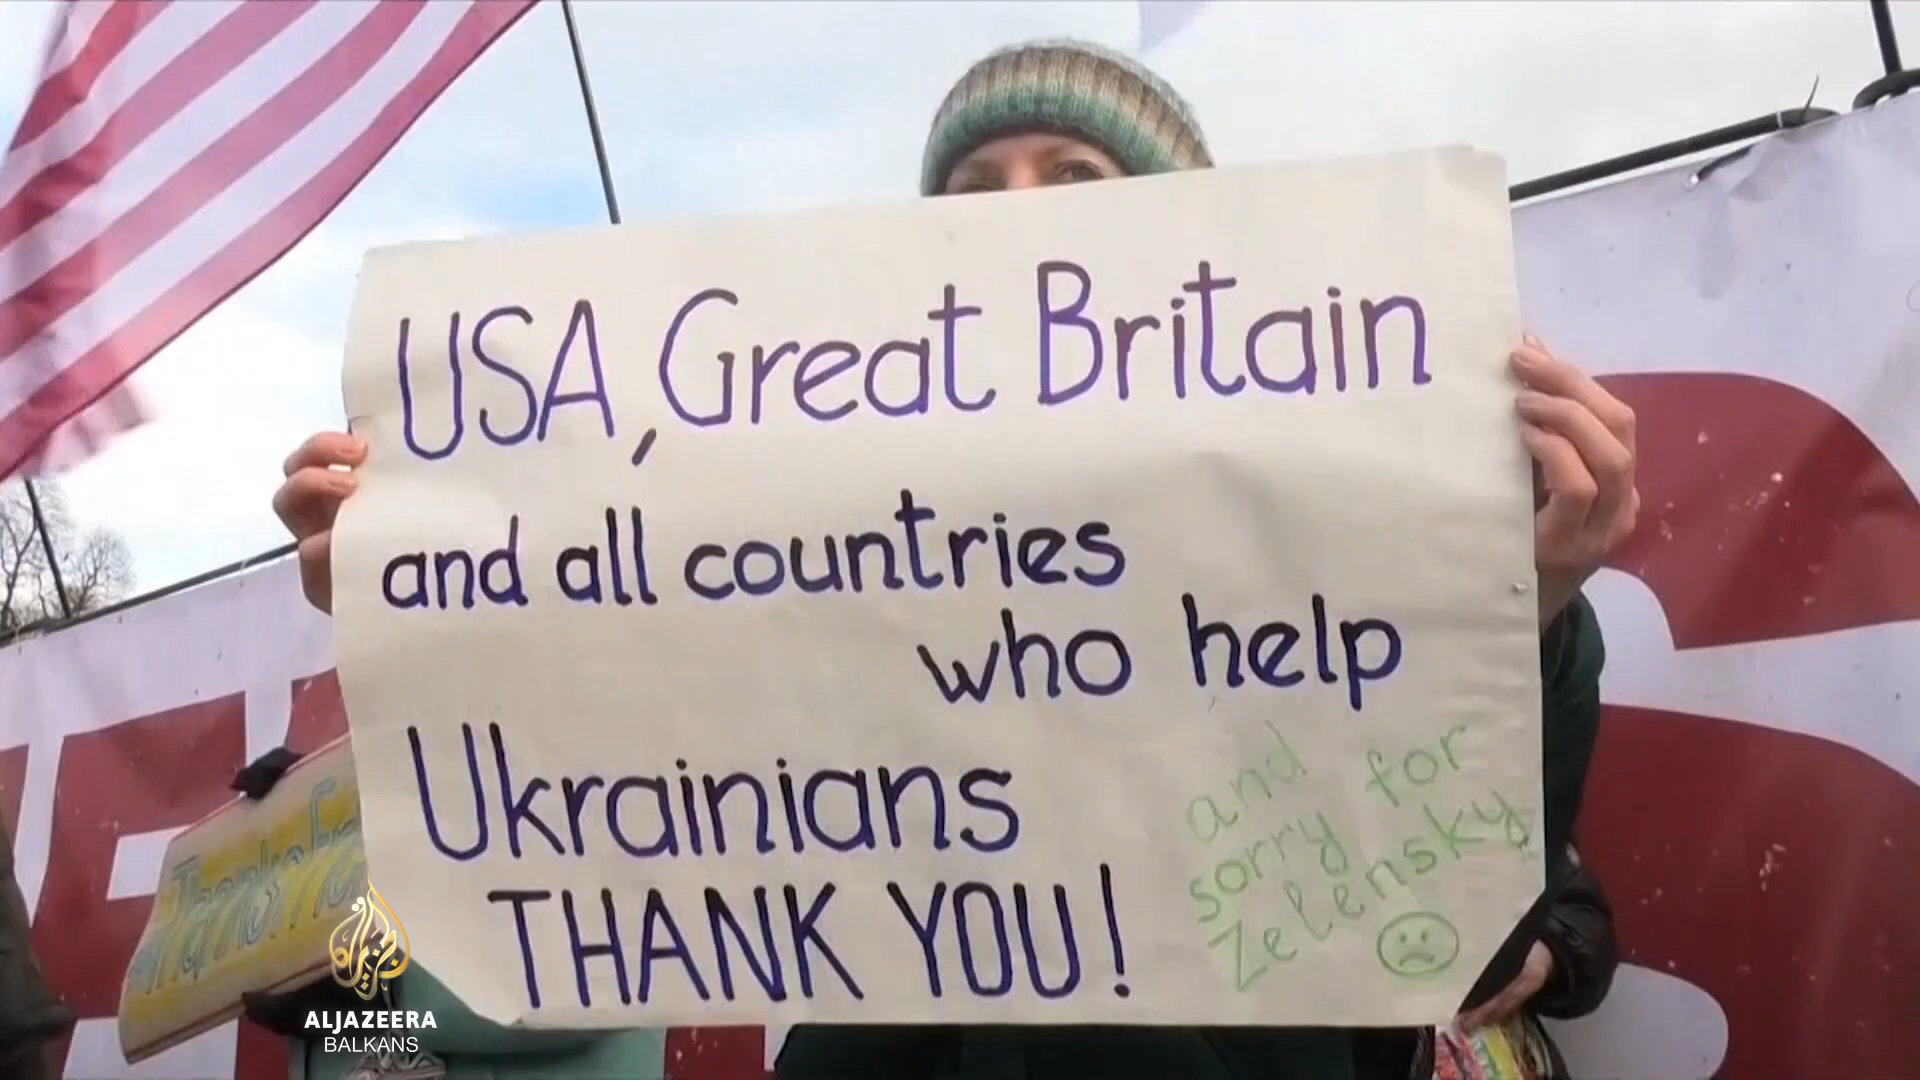 USA, Great Britain
and all countries
who help
Ukrainians
THANK YOU!
and
sorry for
Zelensky
ALJAZEERA
BALKANS